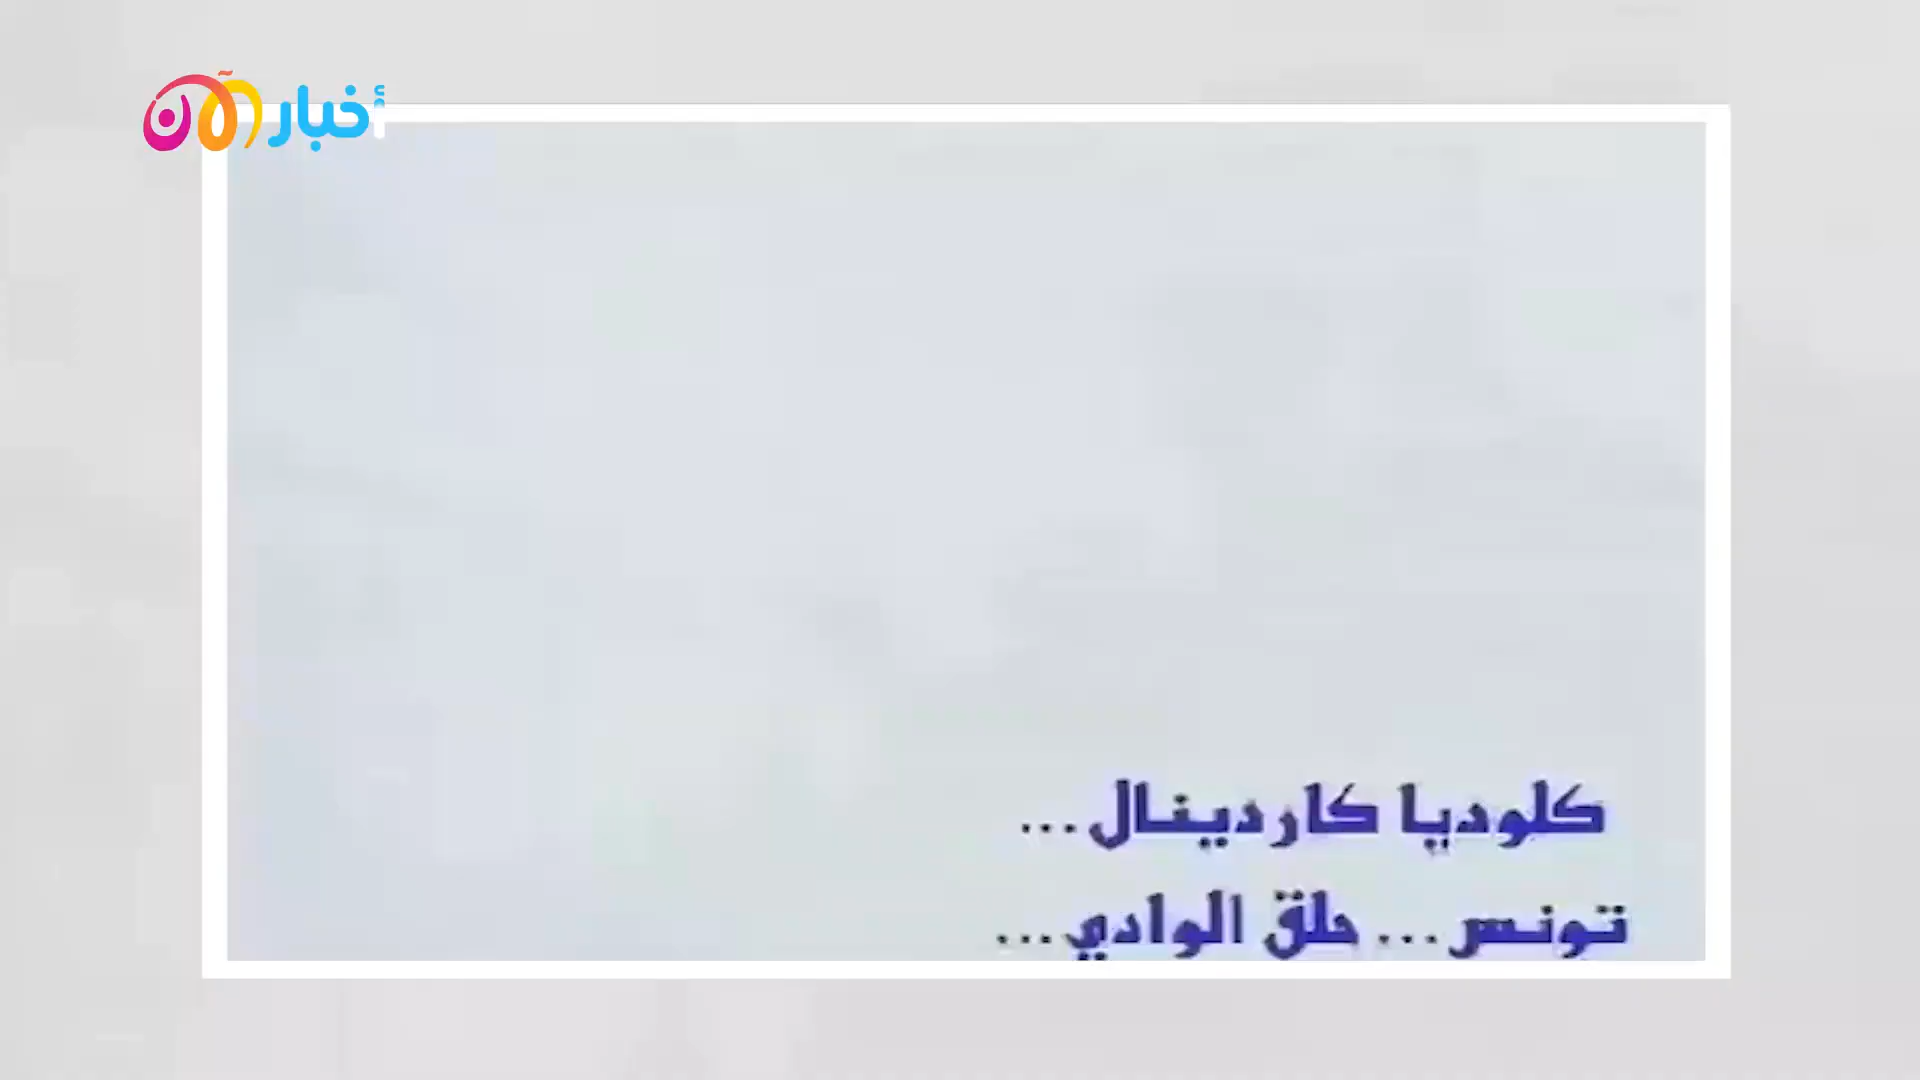 أخبار الآن
كلوديا كاردينال...
تونس... حلق الوادي...